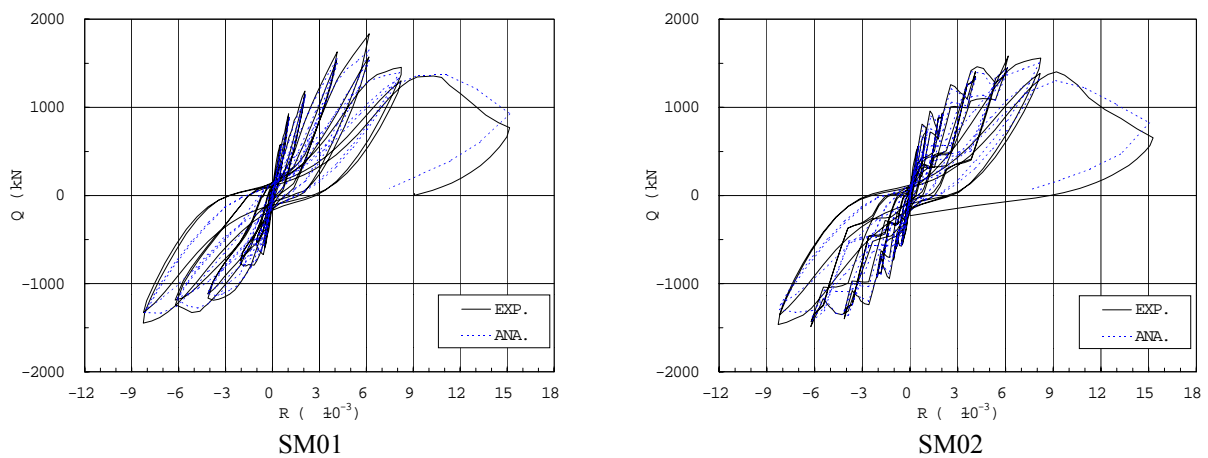 2000
1000
0
-1000
-2000
Q (kN
-12 -9 -6 -3 0 3 6 9 12 15 18
R ( ±10-3)
EXP.
ANA.
SM01
2000
1000
0
-1000
-2000
Q (kN
-12 -9 -6 -3 0 3 6 9 12 15 18
R ( ±10-3)
EXP.
ANA.
SM02